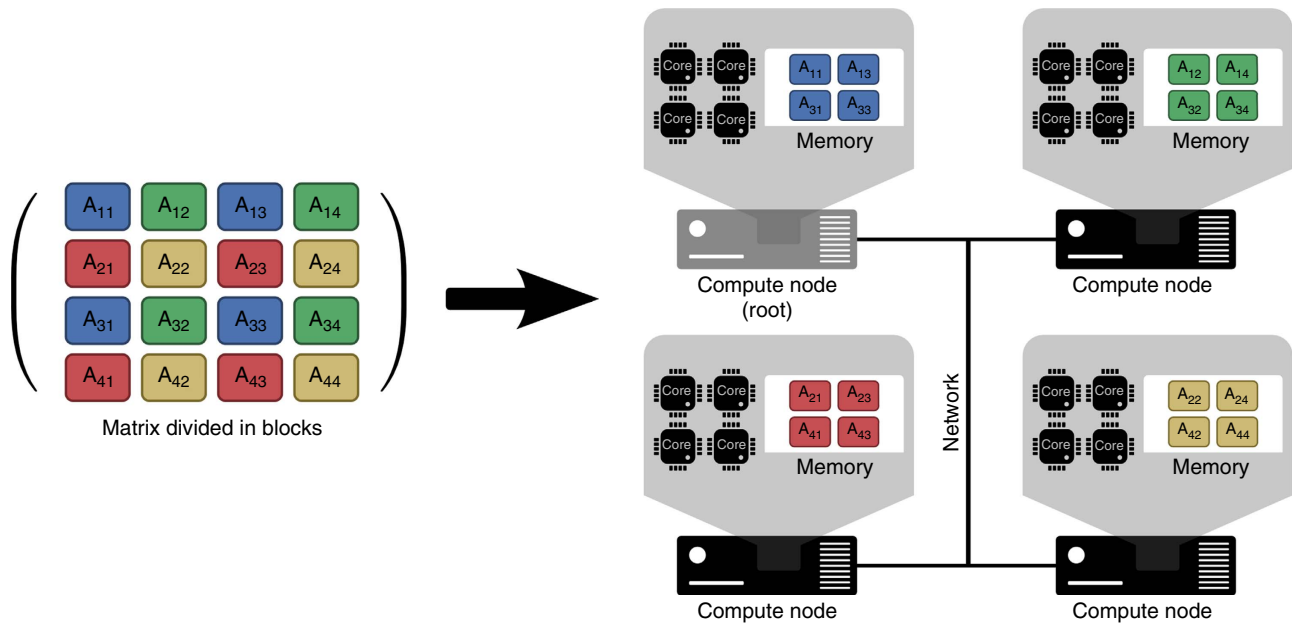 A11 A12 A13 A14
A21 A22 A23 A24
A31 A32 A33 A34
A41 A42 A43 A44
Matrix divided in blocks
Core Core
Core Core
A11 A13
A31 A33
Memory
Compute node
(root)
Core Core
Core Core
A12 A14
A32 A34
Memory
Compute node
Core Core
Core Core
A21 A23
A41 A43
Memory
Compute node
Network
Core Core
Core Core
A22 A24
A42 A44
Memory
Compute node